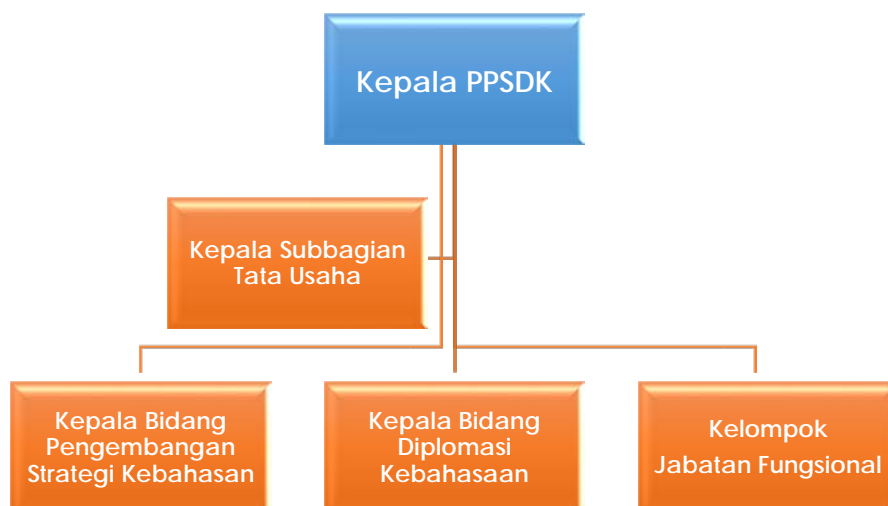 Kepala PPSDK
Kepala Subbagian
Tata Usaha
Kepala Bidang
Pengembangan
Strategi Kebahasan
Kepala Bidang
Diplomasi
Kebahasaan
Kelompok
Jabatan Fungsional